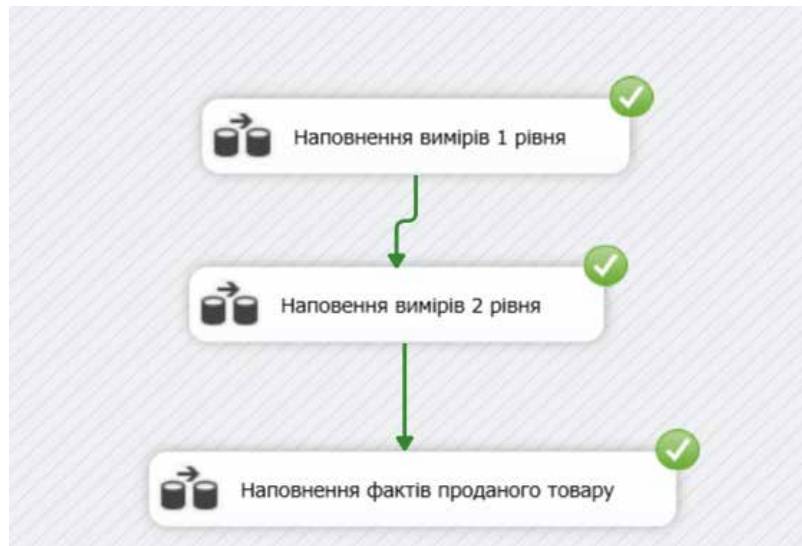 Наповнення вимірів 1 рівня
Наповення вимірів 2 рівня
Наповнення фактів проданого товару